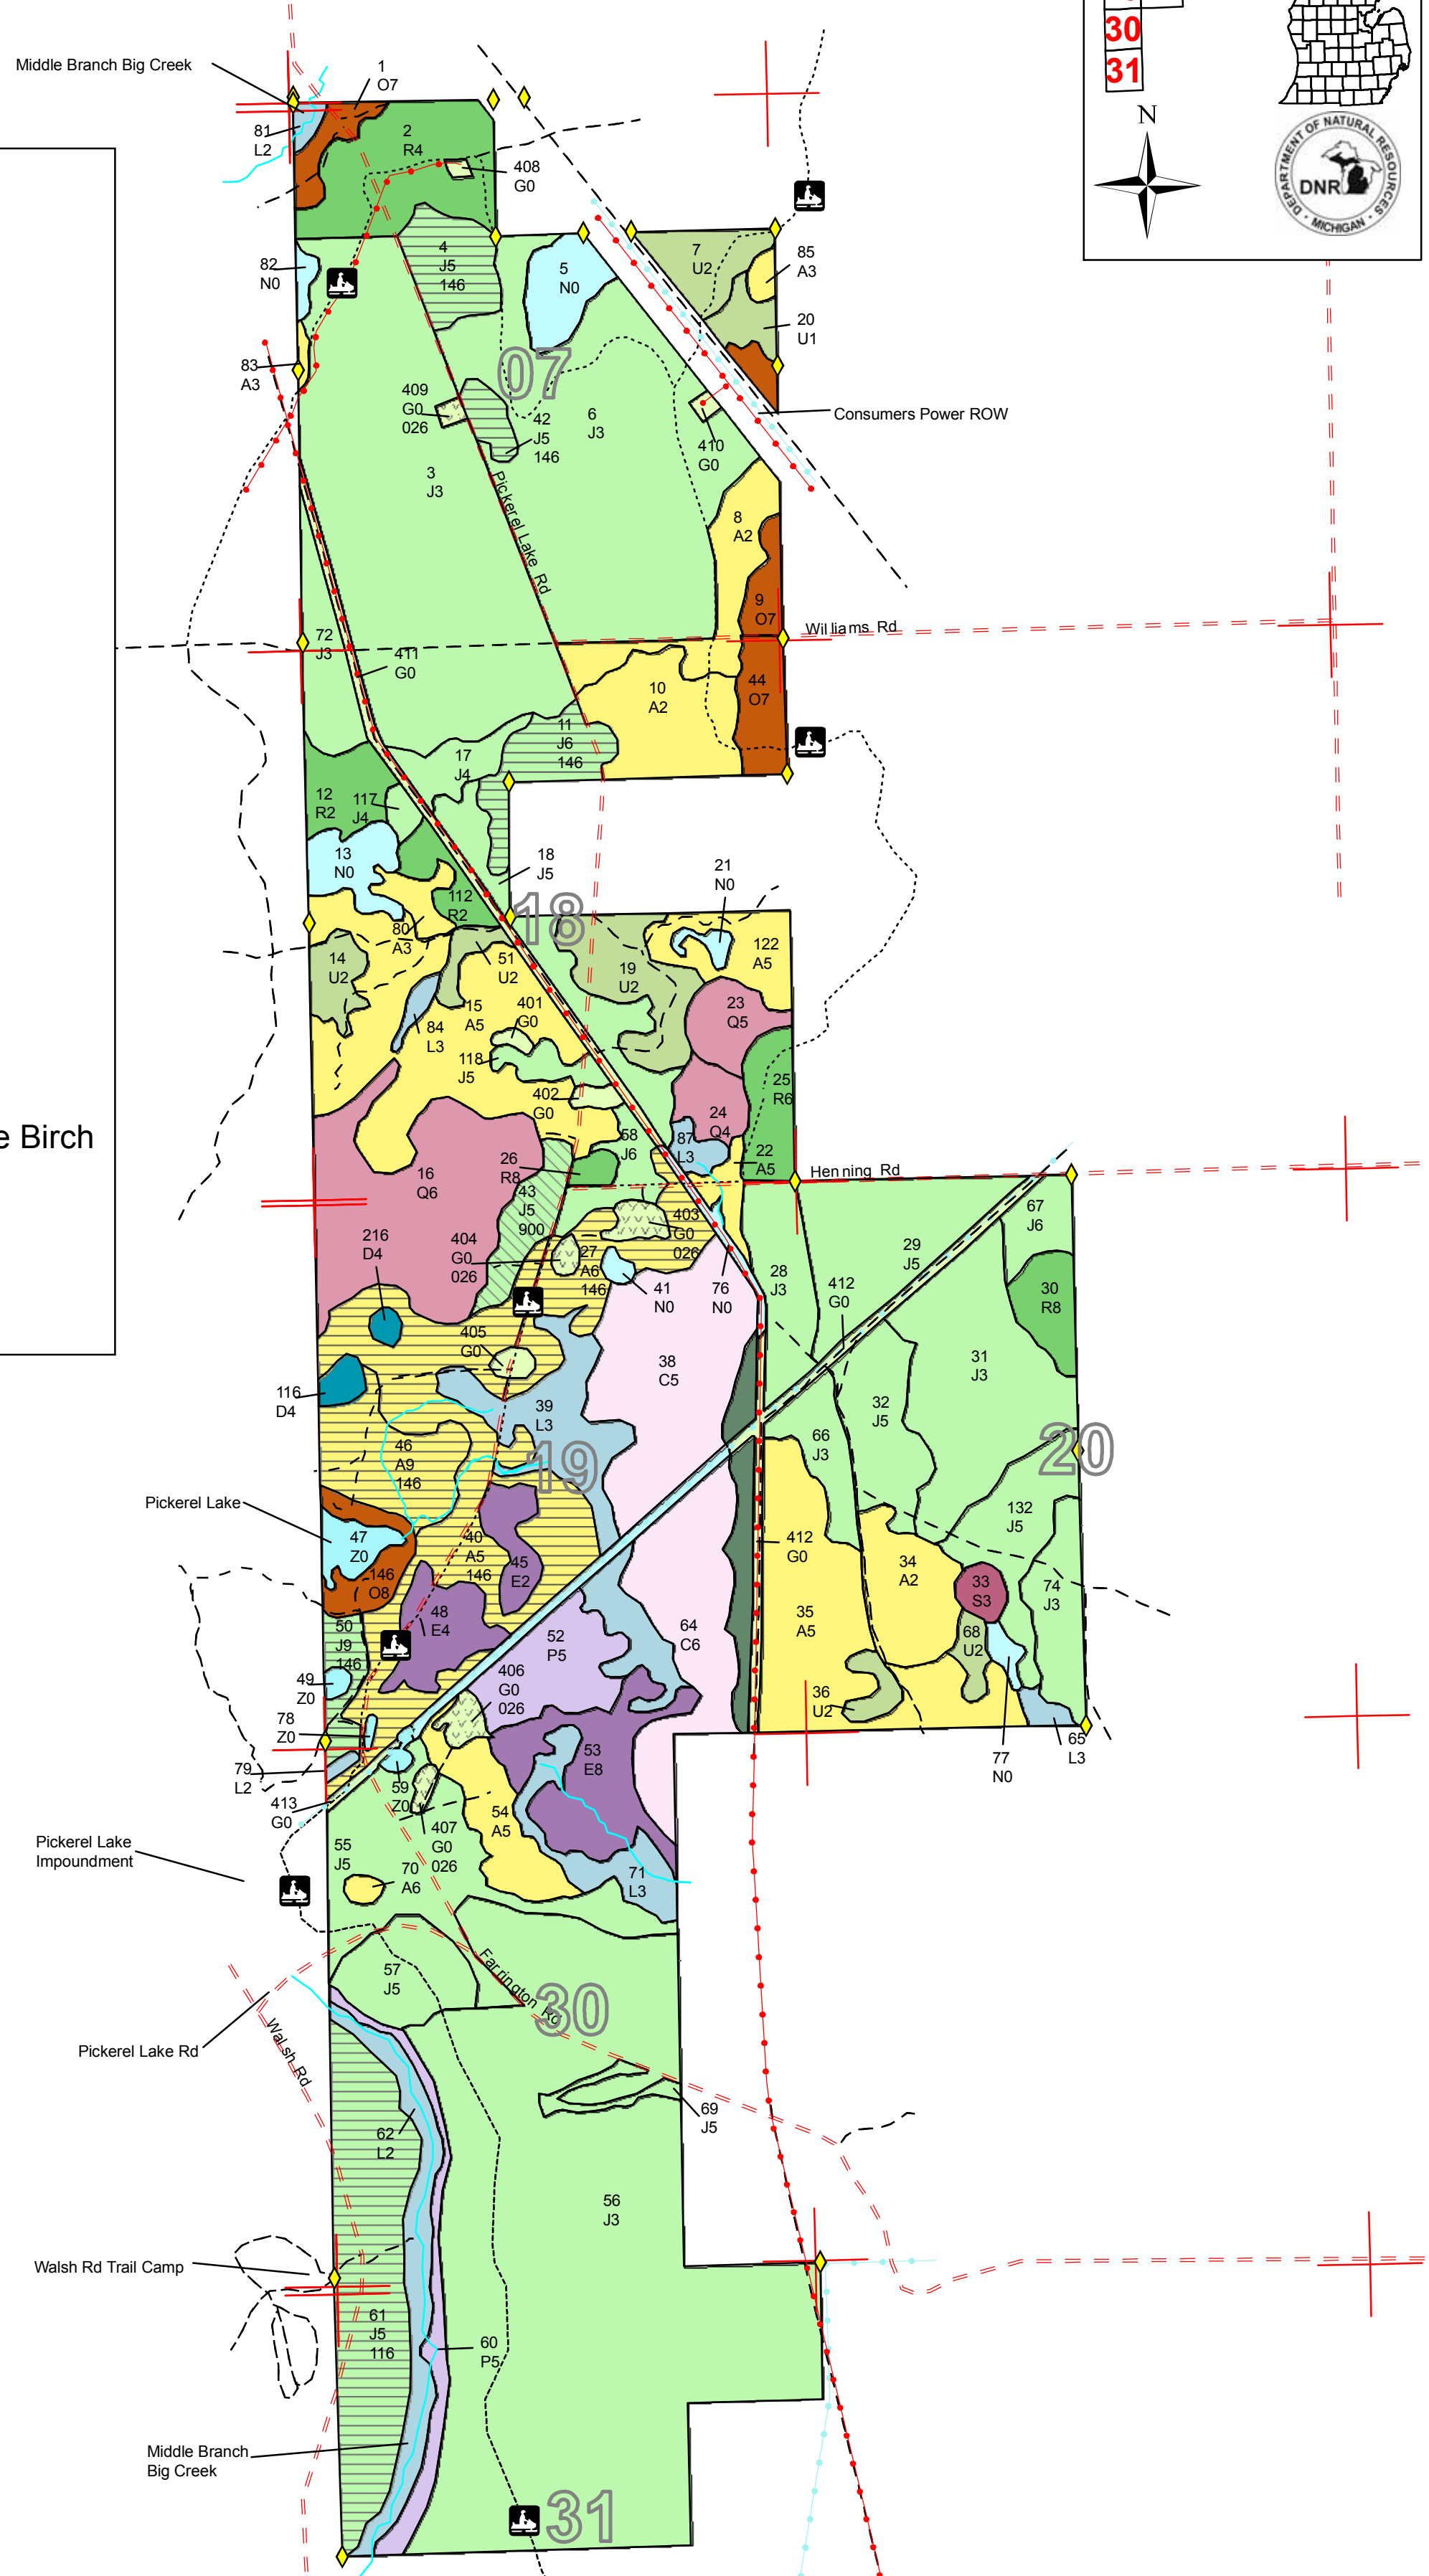 30
31
N
DEPARTMENT OF NATURAL RESOURCES
DNR
• MICHIGAN •
Middle Branch Big Creek
1
O7
81
L2
2
R4
408
G0
82
N0
4
J5
146
5
N0
7
U2
85
A3
20
U1
83
A3
07
409
G0
026
42
J5
146
6
J3
410
G0
Consumers Power ROW
3
J3
Pickerel Lake Rd
8
A2
9
O7
Williams Rd
72
J3
411
G0
10
A2
44
O7
11
J6
146
17
J4
12
R2
117
J4
13
N0
18
J5
21
N0
112
R2
18
80
A3
14
U2
51
U2
19
U2
122
A5
15
A5
401
G0
23
Q5
84
L3
118
J5
402
G0
25
R6
24
Q4
58
J6
87
L3
22
A5
Henning Rd
e Birch
16
Q6
26
R8
43
J5
900
403
G0
026
67
J6
216
D4
404
G0
026
27
A6
146
41
N0
76
N0
28
J3
412
G0
29
J5
30
R8
405
G0
38
C5
31
J3
116
D4
39
L3
32
J5
46
A9
146
19
66
J3
20
Pickerel Lake
47
Z0
40
A5
146
45
E2
412
G0
132
J5
146
O8
34
A2
33
S3
74
J3
48
E4
35
A5
50
J9
146
52
P5
64
C6
68
U2
49
Z0
406
G0
026
36
U2
78
Z0
53
E8
77
N0
65
L3
79
L2
59
Z0
413
G0
54
A5
407
G0
026
Pickerel Lake
Impoundment
55
J5
70
A6
71
L3
57
J5
Farrington Rd
30
Pickerel Lake Rd
Walsh Rd
69
J5
62
L2
56
J3
Walsh Rd Trail Camp
61
J5
116
60
P5
Middle Branch
Big Creek
31